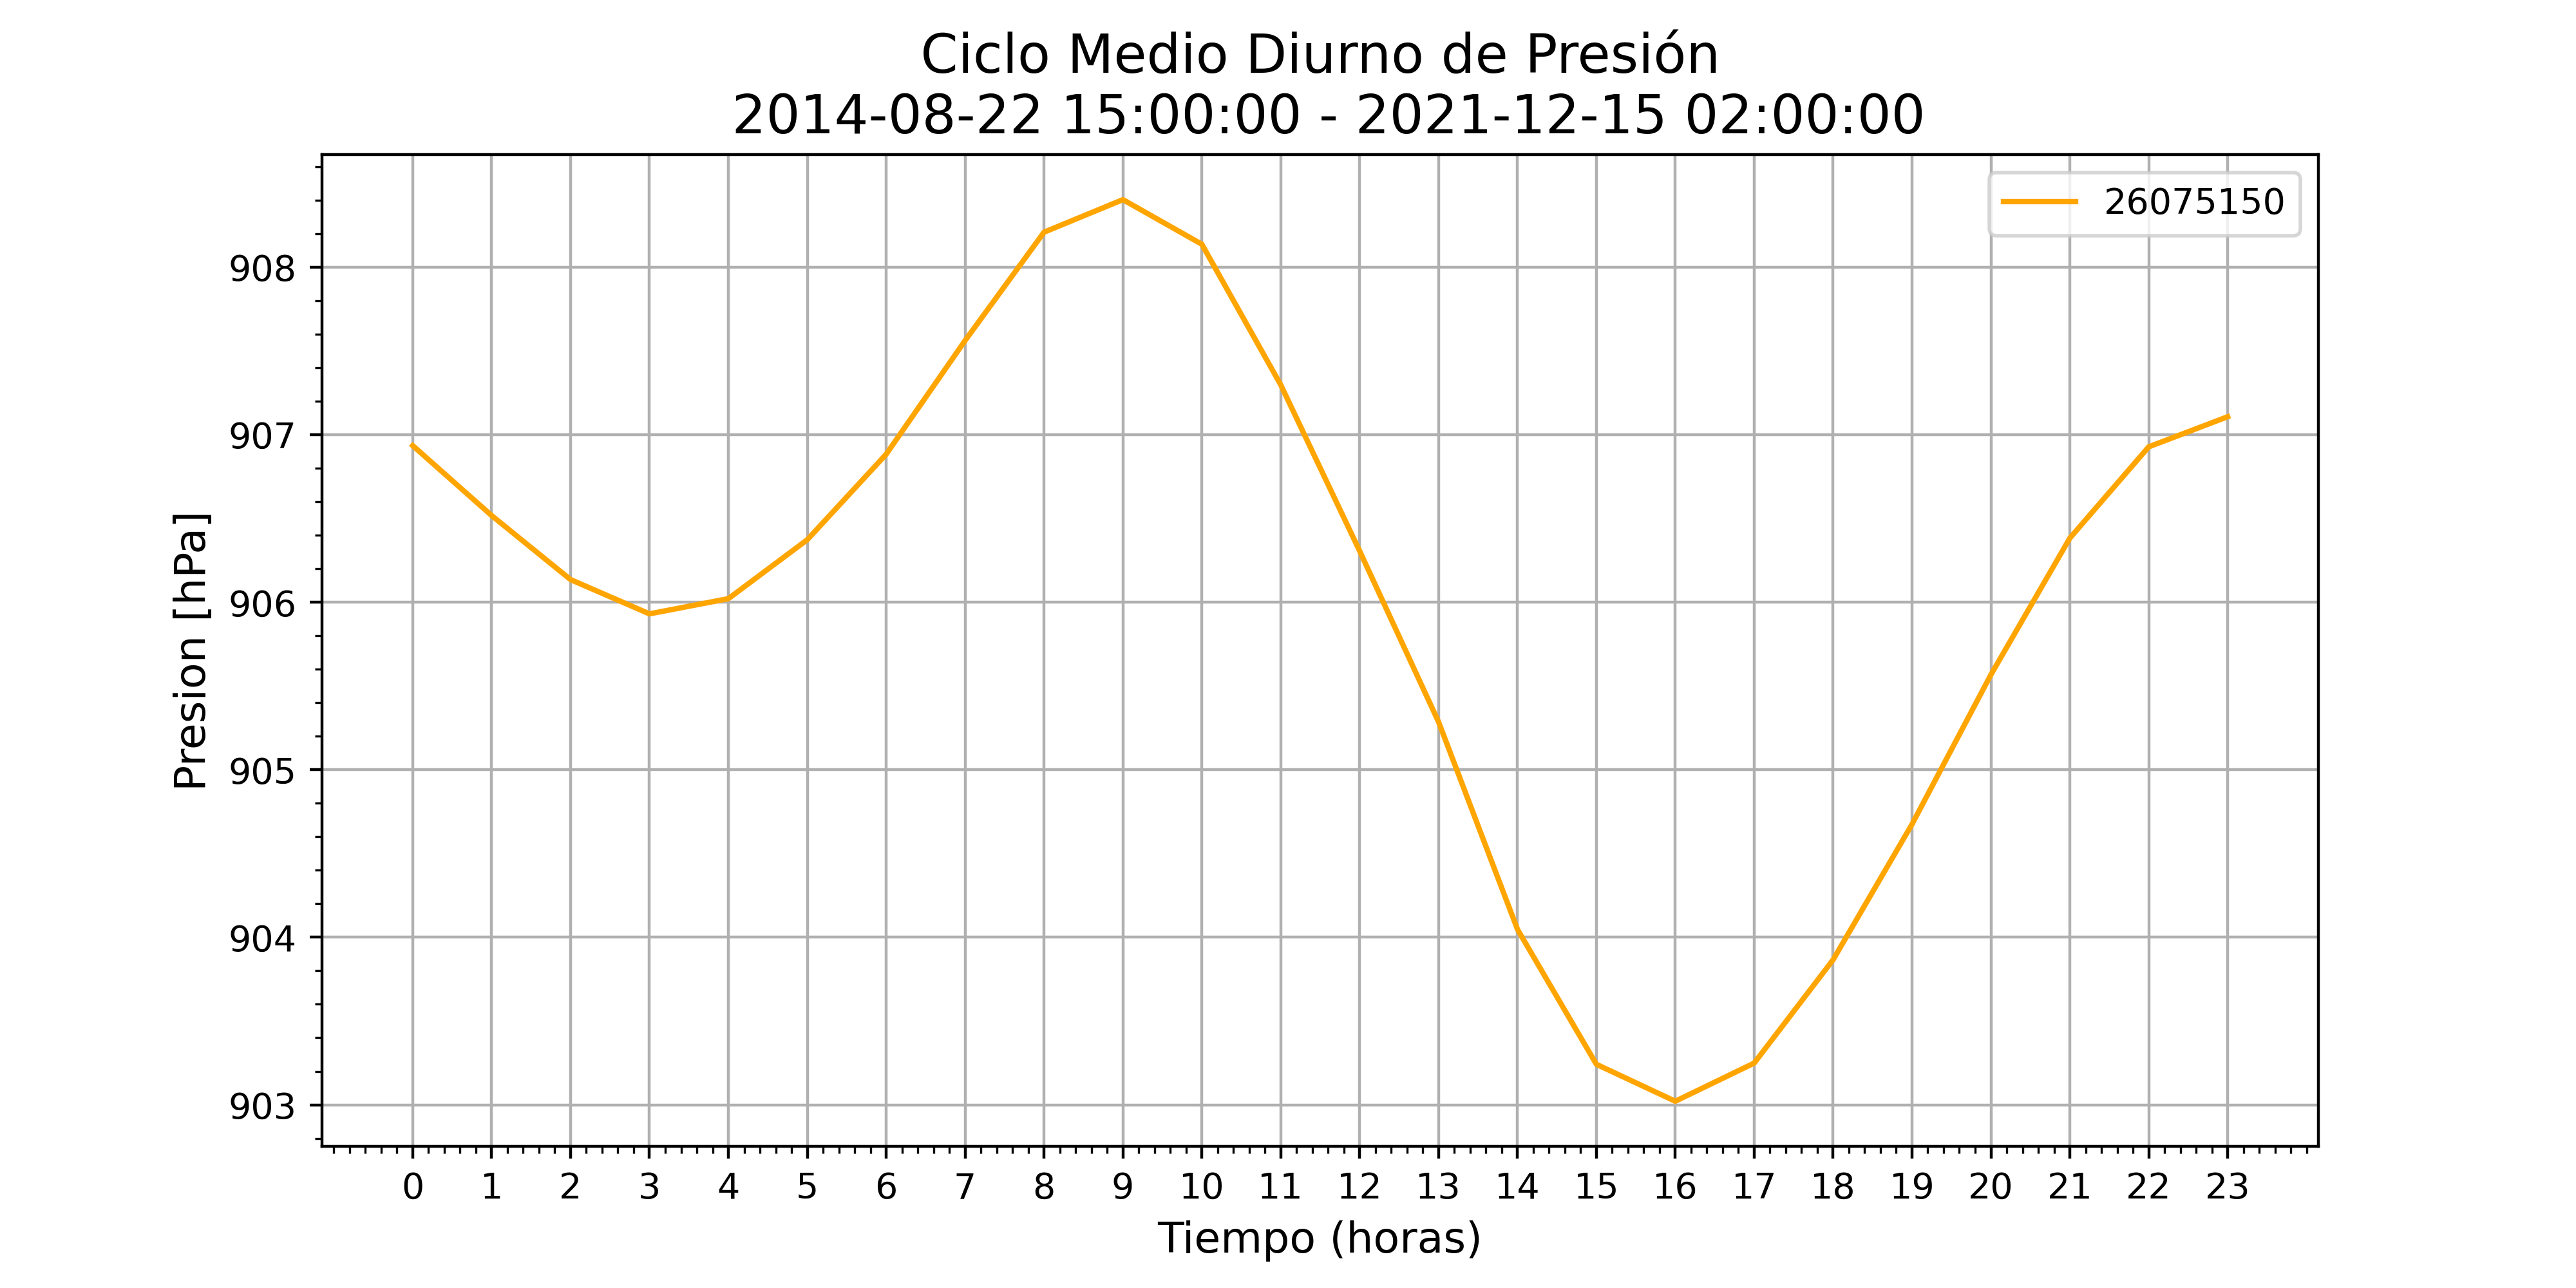 Ciclo Medio Diurno de Presión
2014-08-22 15:00:00 - 2021-12-15 02:00:00
26075150
Presion [hPa]
908
907
906
905
904
903
0 1 2 3 4 5 6 7 8 9 10 11 12 13 14 15 16 17 18 19 20 21 22 23
Tiempo (horas)